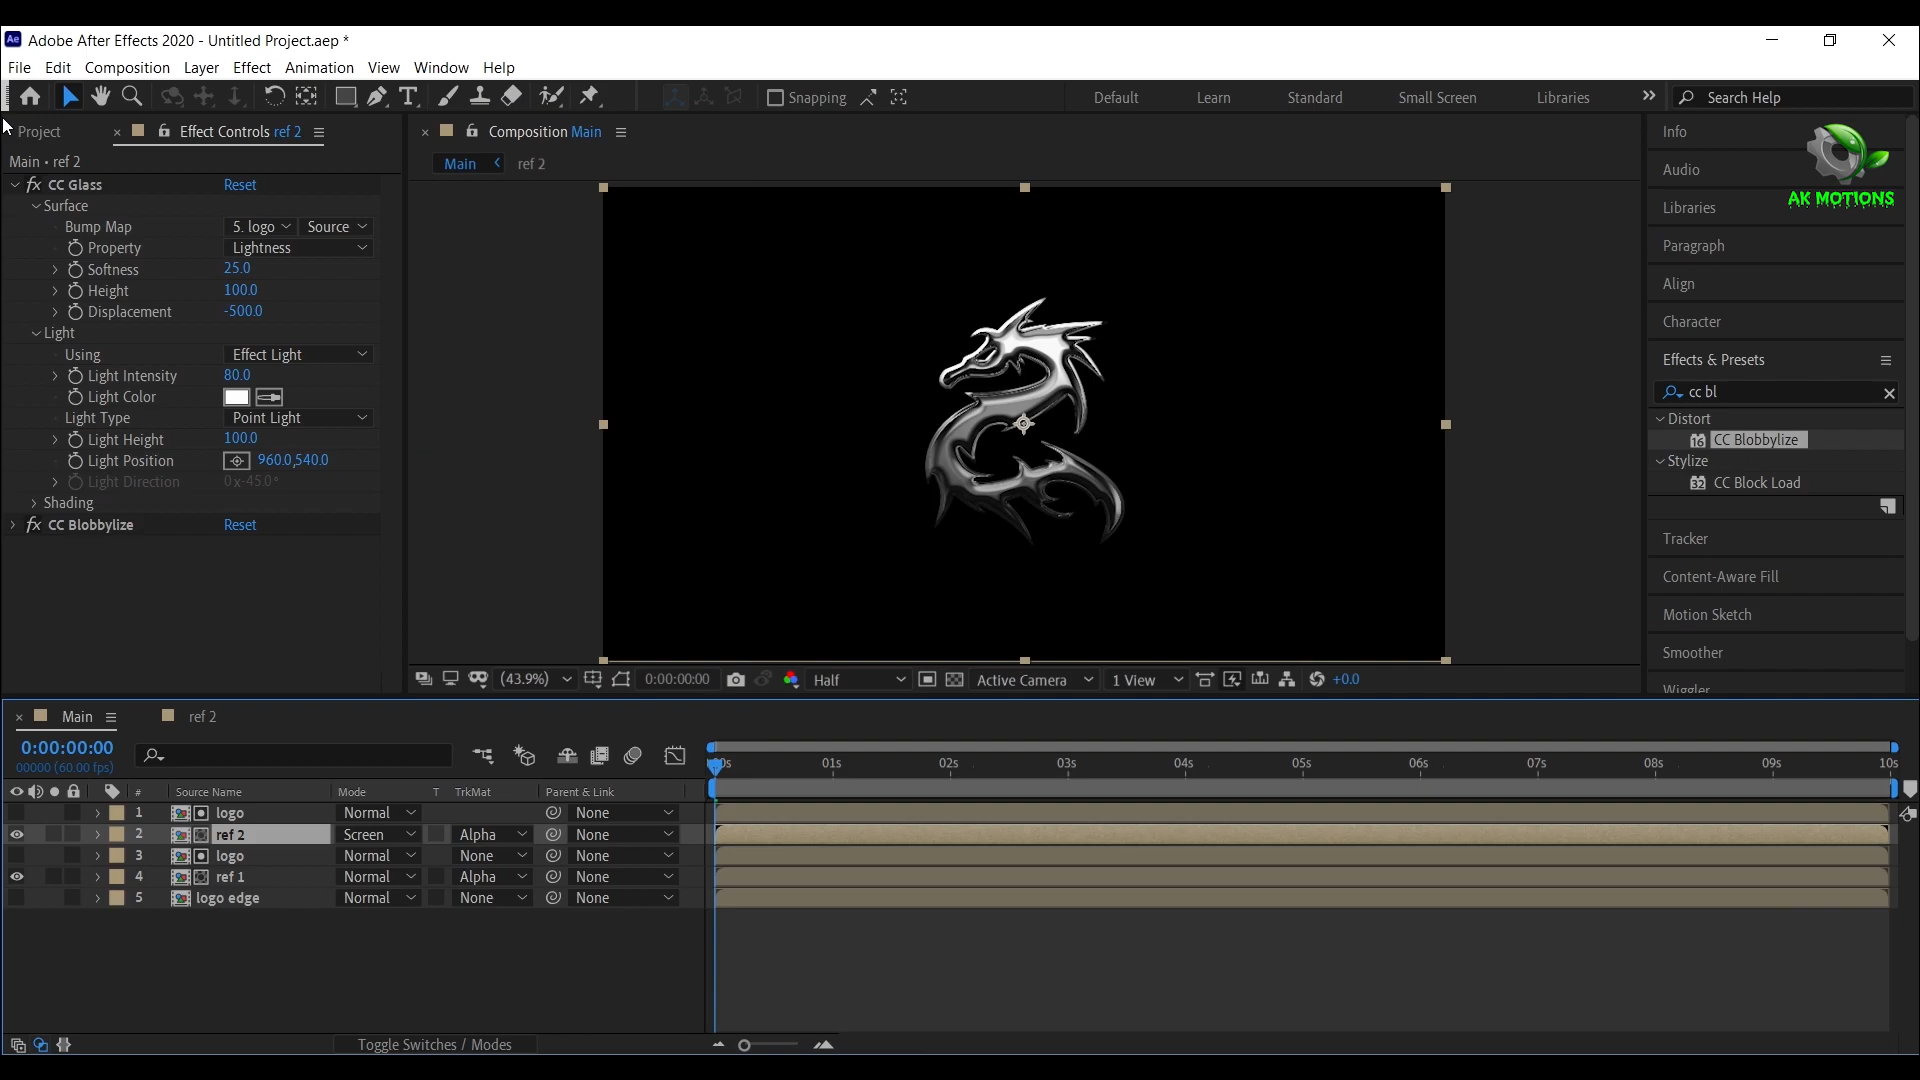 Ae Adobe After Effects 2020 - Untitled Project.aep *
File Edit Composition Layer Effect Animation View Window Help
Snapping Default Learn Standard Small Screen Libraries Search Help
Project Effect Controls ref 2
Composition Main
Info
Main • ref 2
Main ref 2
AK MOTIONS
fx CC Glass Reset
Audio
Surface
Bump Map 5. logo Source
Libraries
Property Lightness
Paragraph
Softness 25.0
Height 100.0
Align
Displacement -500.0
Character
Light
Using Effect Light
Effects & Presets
Light Intensity 80.0
cc bl
Light Color
Light Type Point Light
Distort
Light Height 100.0
16 CC Blobbylize
Light Position 960.0,540.0
Stylize
Light Direction 0x-45.0°
32 CC Block Load
Shading
fx CC Blobbylize Reset
Tracker
Content-Aware Fill
Motion Sketch
Smoother
Wiggler
(43.9%) 0:00:00:00 Half Active Camera 1 View +0.0
Main ref 2
0:00:00:00
00000 (60.00 fps)
00s 01s 02s 03s 04s 05s 06s 07s 08s 09s 10s
# Source Name Mode T TrkMat Parent & Link
1 logo Normal None
2 ref 2 Screen Alpha None
3 logo Normal None None
4 ref 1 Normal Alpha None
5 logo edge Normal None None
Toggle Switches / Modes